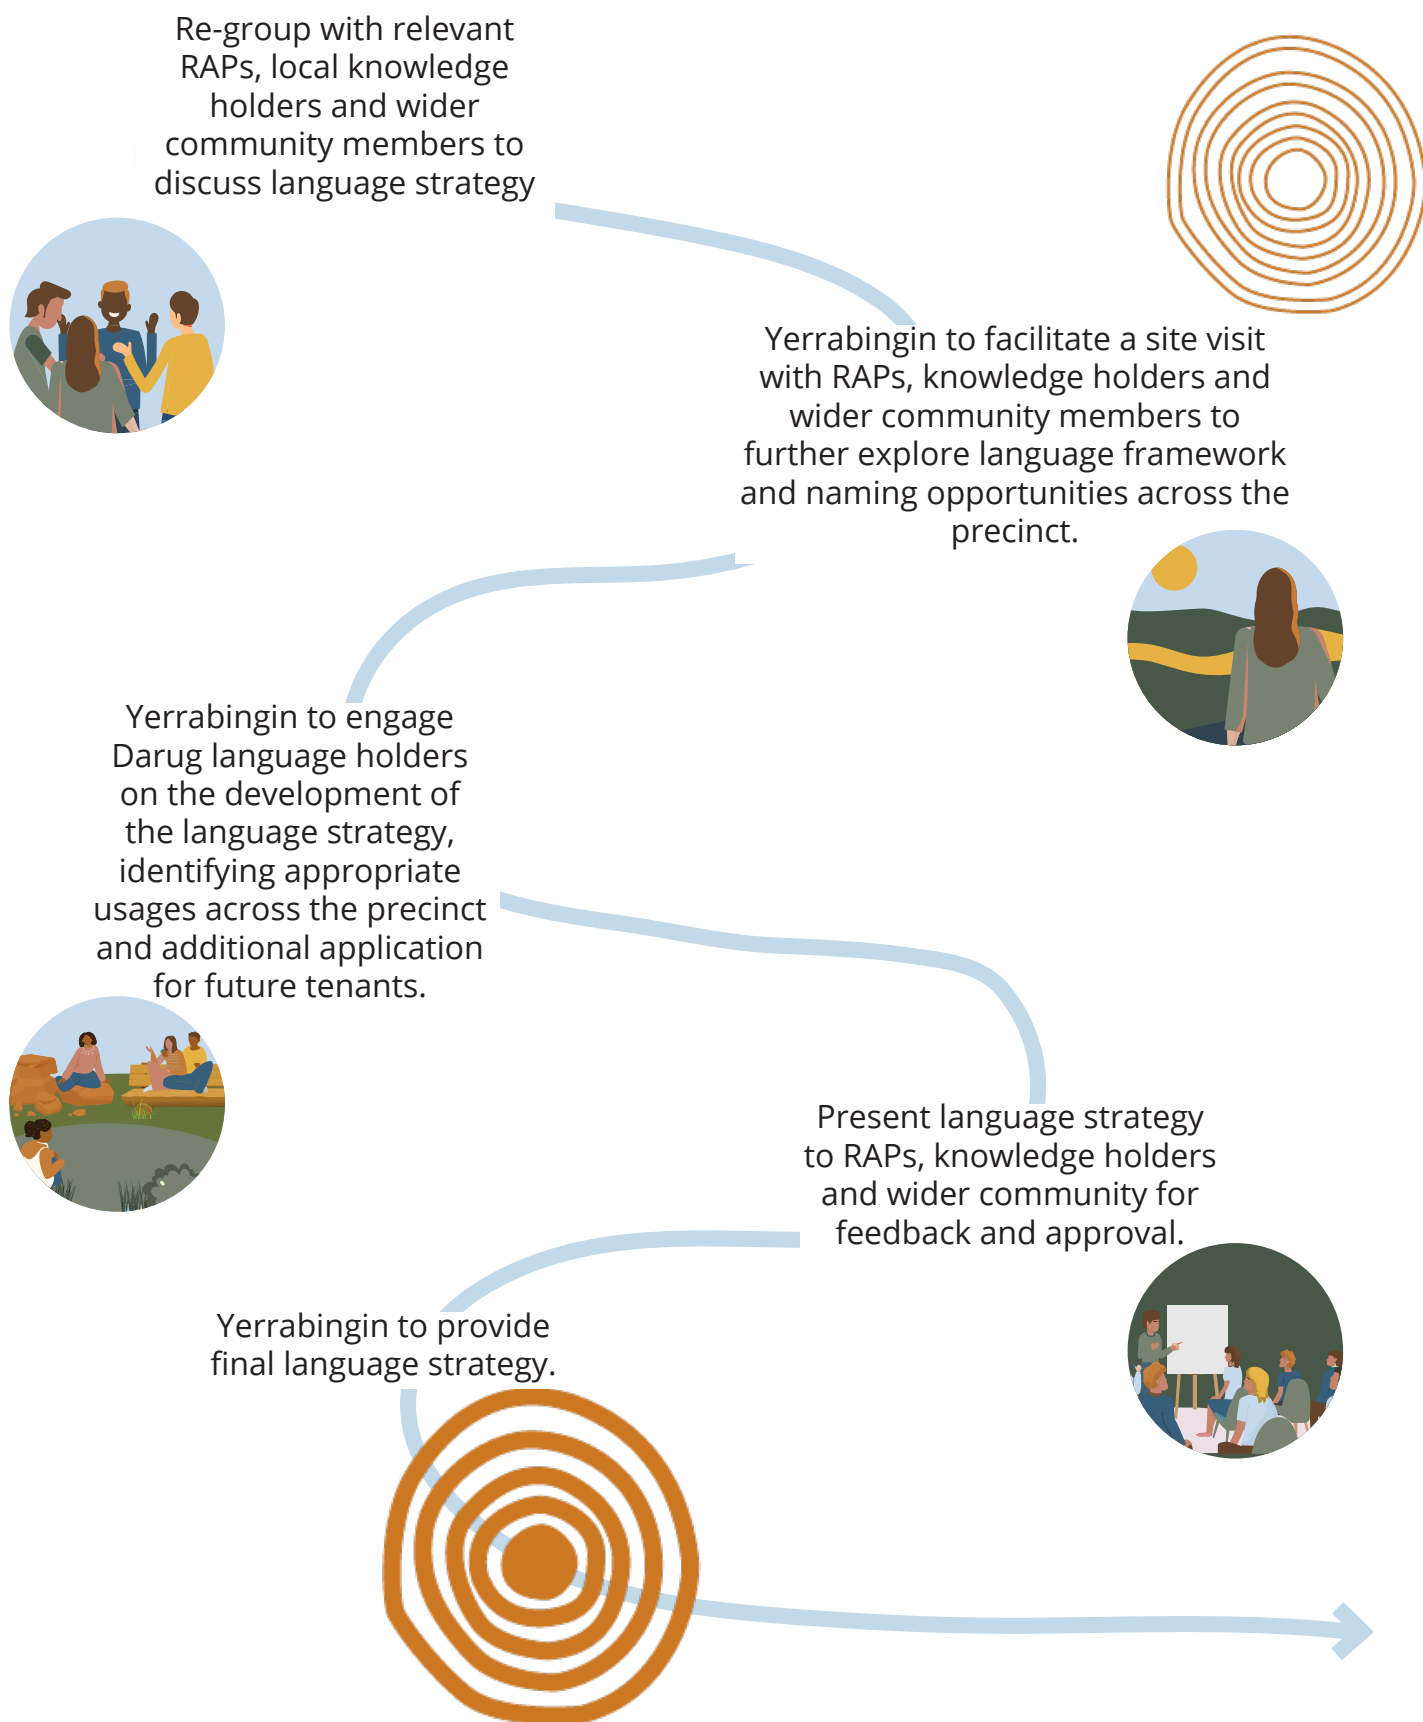 Re-group with relevant
RAPs, local knowledge
holders and wider
community members to
discuss language strategy
Yerrabingin to facilitate a site visit
with RAPs, knowledge holders and
wider community members to
further explore language framework
and naming opportunities across the
precinct.
Yerrabingin to engage
Darug language holders
on the development of
the language strategy,
identifying appropriate
usages across the precinct
and additional application
for future tenants.
Present language strategy
to RAPs, knowledge holders
and wider community for
feedback and approval.
Yerrabingin to provide
final language strategy.